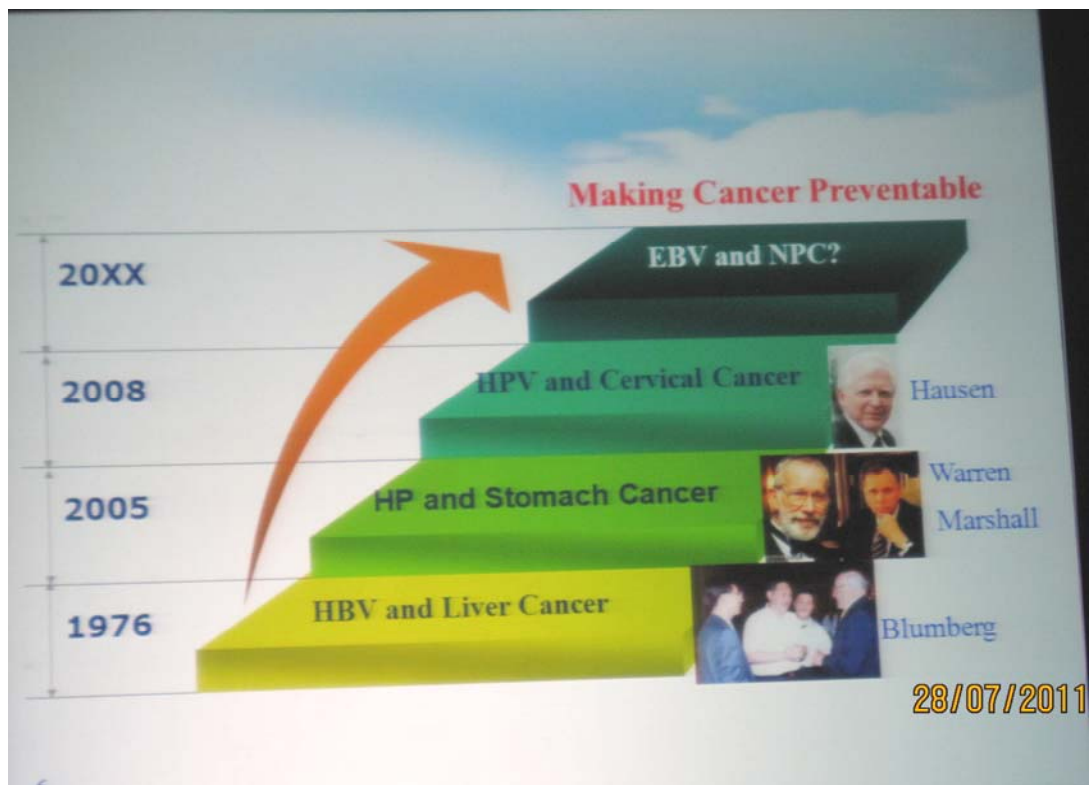 Making Cancer Preventable
20XX
EBV and NPC?
2008
HPV and Cervical Cancer
Hausen
2005
HP and Stomach Cancer
Warren
Marshall
1976
HBV and Liver Cancer
Blumberg
28/07/2011